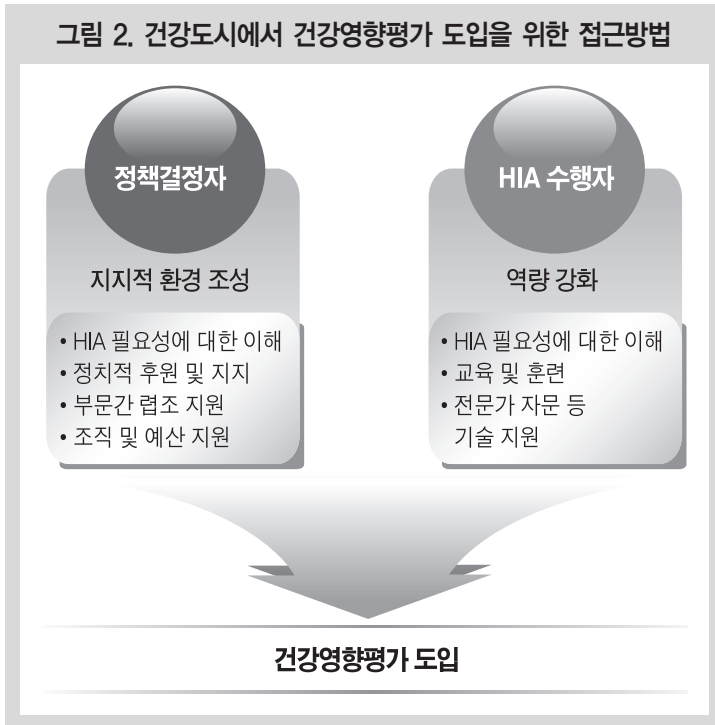 그림 2. 건강도시에서 건강영향평가 도입을 위한 접근방법
정책결정자
지지적 환경 조성
• HIA 필요성에 대한 이해
• 정치적 후원 및 지지
• 부문간 렵조 지원
• 조직 및 예산 지원
HIA 수행자
역량 강화
• HIA 필요성에 대한 이해
• 교육 및 훈련
• 전문가 자문 등
기술 지원
건강영향평가 도입